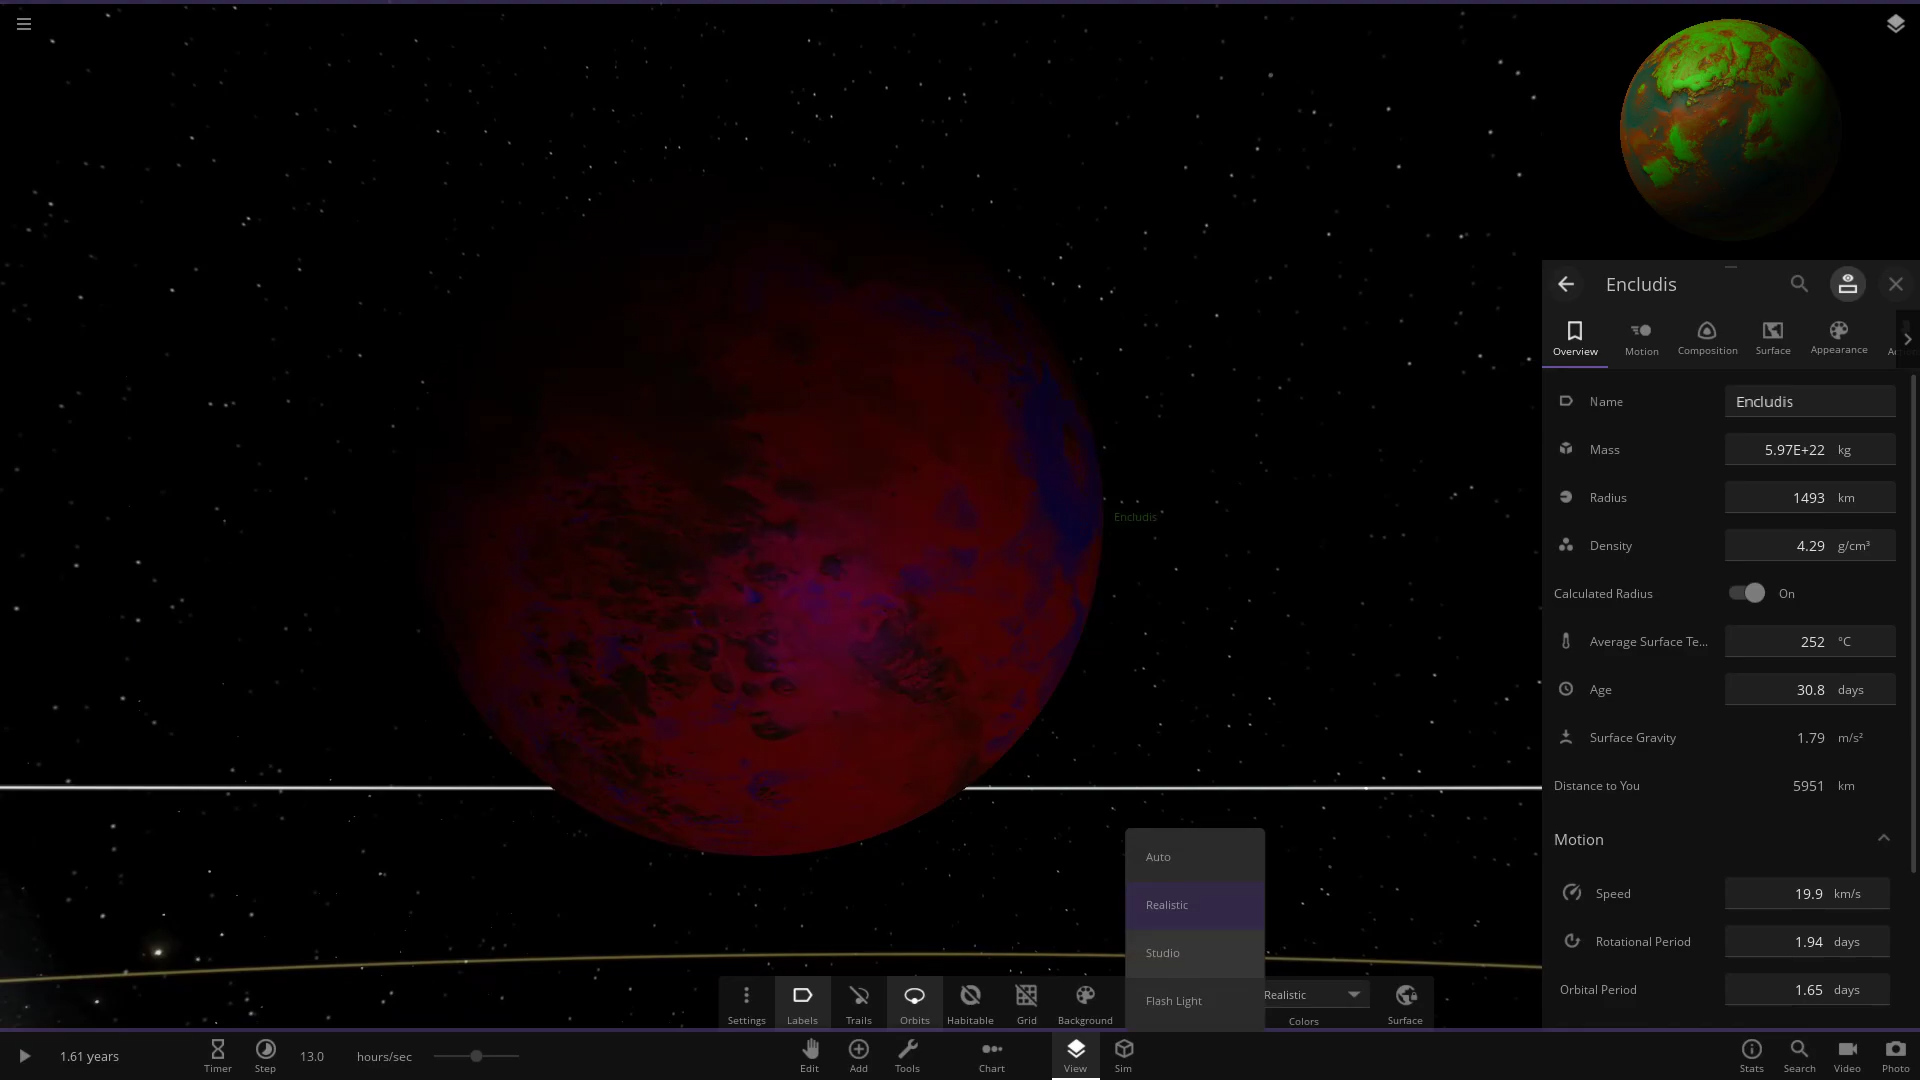 Encludis
Overview
Motion
Composition
Surface
Appearance
Name
Encludis
Mass
5.97E+22 kg
Radius
1493 km
Density
4.29 g/cm³
Calculated Radius
On
Average Surface Te...
252 °C
Age
30.8 days
Surface Gravity
1.79 m/s²
Distance to You
5951 km
Motion
Speed
19.9 km/s
Rotational Period
1.94 days
Orbital Period
1.65 days
Encludis
Auto
Realistic
Studio
Flash Light
Realistic
Settings
Labels
Trails
Orbits
Habitable
Grid
Background
Colors
Surface
1.61 years
Timer
Step
13.0 hours/sec
Edit
Add
Tools
Chart
View
Sim
Stats
Search
Video
Photo